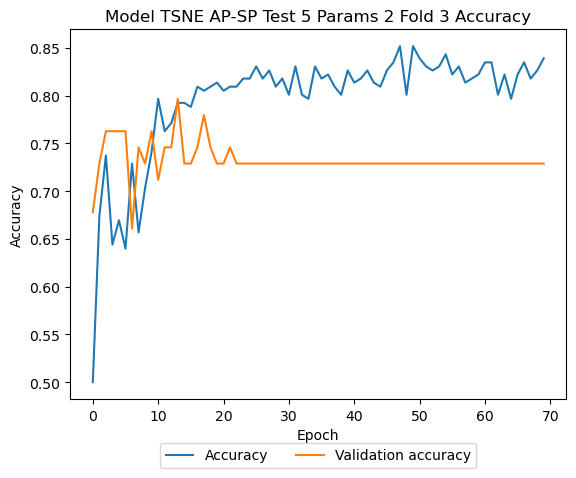 Model TSNE AP-SP Test 5 Params 2 Fold 3 Accuracy
0.85
0.80
0.75
0.70
0.65
0.60
0.55
0.50
Accuracy
0 10 20 30 40 50 60 70
Epoch
Accuracy Validation accuracy